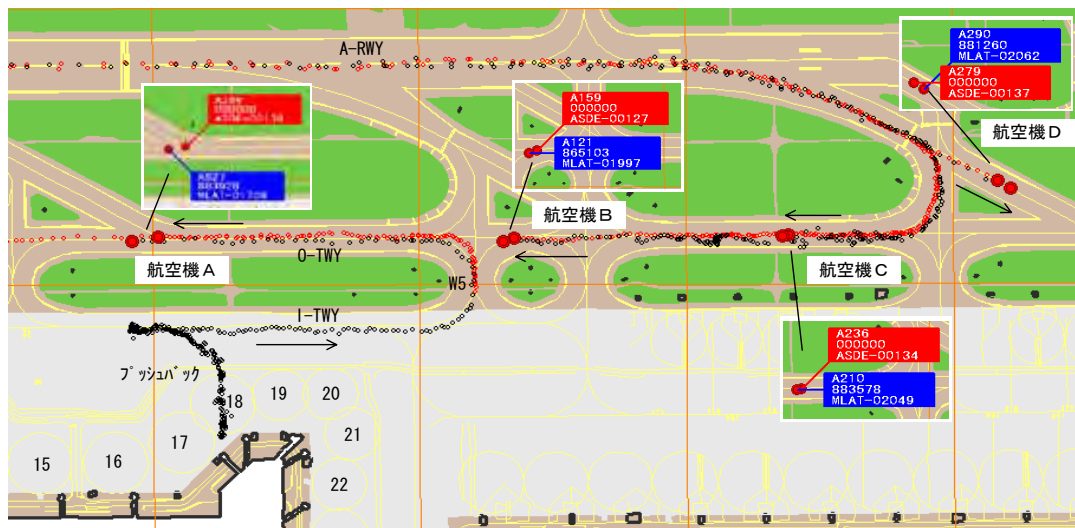 A-RWY
A159
000000
ASDE-00127
A121
865103
MLAT-01997
A290
881260
MLAT-02062
A279
000000
ASDE-00137
航空機D
航空機B
航空機A
O-TWY
W5
航空機C
I-TWY
A236
000000
ASDE-00134
A210
883578
MLAT-02049
プッシュバック
18
19
20
17
21
15
16
22